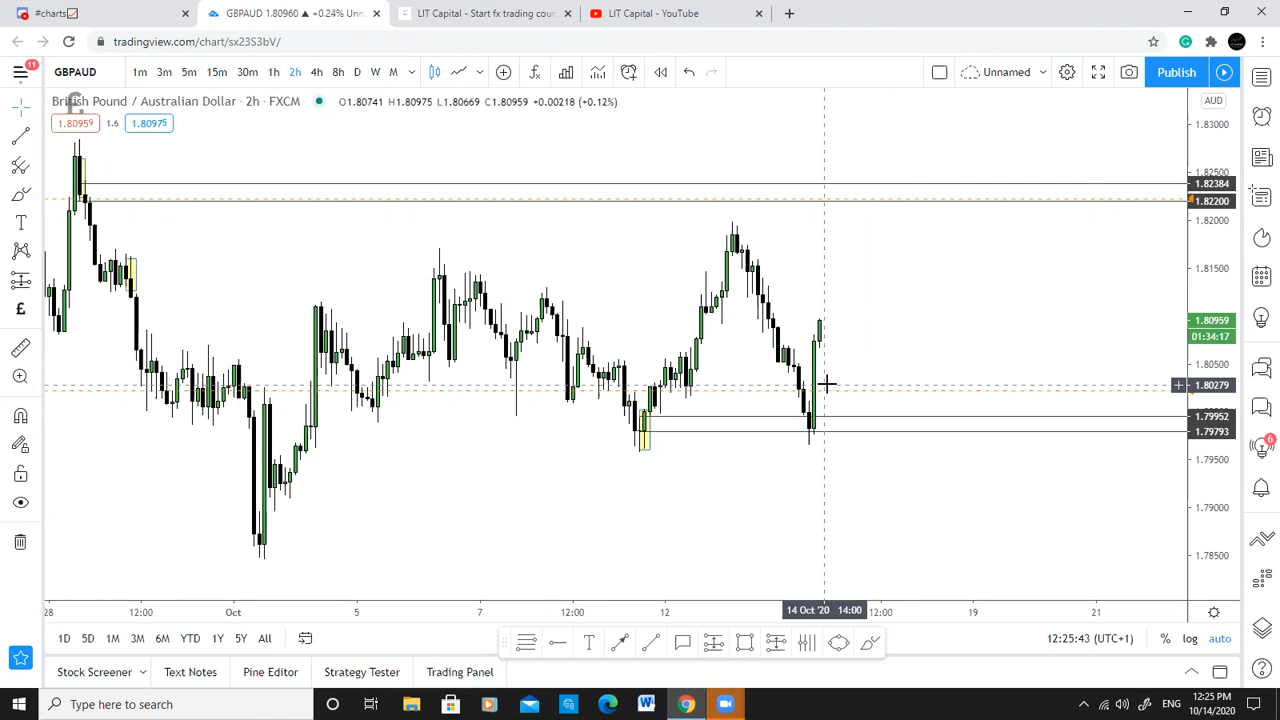 #charts
GBPAUD 1.80960 ▲ +0.24% Unn
LIT Capital - Start fx trading coun
LIT Capital - YouTube
tradingview.com/chart/sx23S3bV/
11
GBPAUD
1m 3m 5m 15m 30m 1h 2h 4h 8h D W M
Unnamed
Publish
British Pound / Australian Dollar · 2h · FXCM
O1.80741 H1.80975 L1.80669 C1.80959 +0.00218 (+0.12%)
AUD
1.80959 1.6 1.80975
1.83000
1.82500
1.82384
1.82200
1.82000
1.81500
1.80959
01:34:17
1.80500
1.80279
1.79952
1.79793
1.79500
1.79000
1.78500
6
28 12:00 Oct 5 7 12:00 12 14 Oct '20 14:00 12:00 19 21
1D 5D 1M 3M 6M YTD 1Y 5Y All
12:25:43 (UTC+1) % log auto
Stock Screener Text Notes Pine Editor Strategy Tester Trading Panel
Type here to search
ENG
12:25 PM
10/14/2020